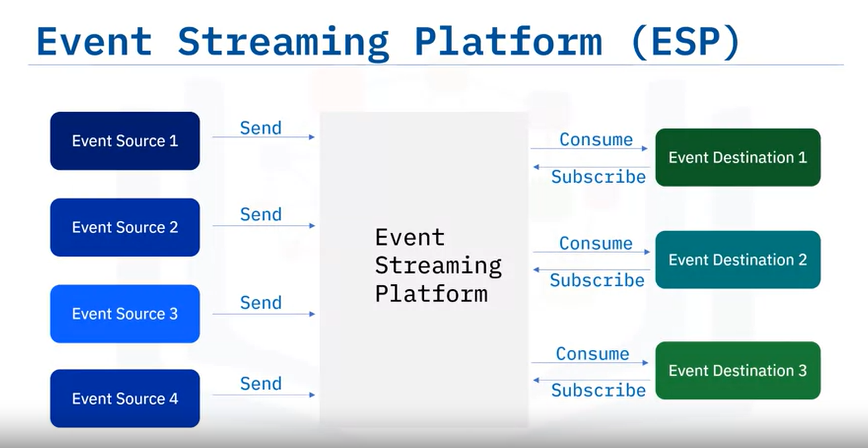 Event Streaming Platform (ESP)
Event Source 1
Send
Event Source 2
Send
Event Source 3
Send
Event Source 4
Send
Event
Streaming
Platform
Consume
Subscribe
Event Destination 1
Consume
Subscribe
Event Destination 2
Consume
Subscribe
Event Destination 3